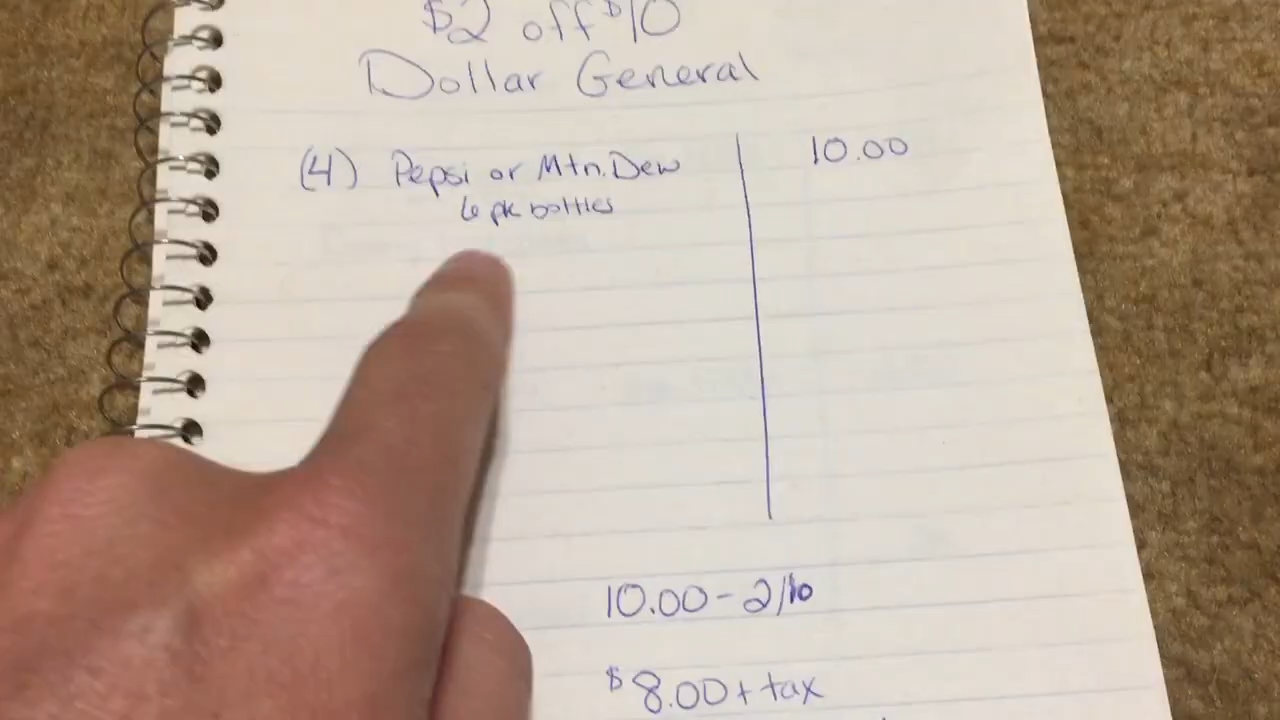 $2 off $10
Dollar General
(4) Pepsi or Mtn. Dew 10.00
6 pk bottles
10.00 - 2/10
$8.00 + tax